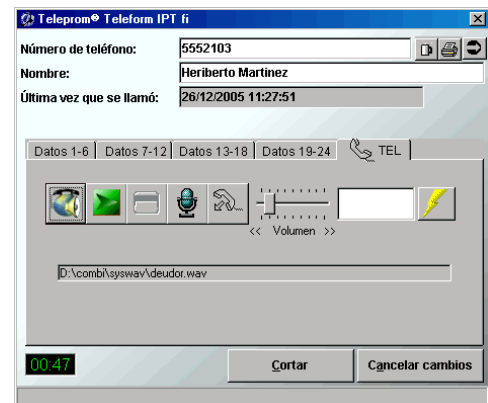 Teleprom® Teleform IPT fi
Número de teléfono: 5552103
Nombre: Heriberto Martinez
Última vez que se llamó: 26/12/2005 11:27:51
Datos 1-6 Datos 7-12 Datos 13-18 Datos 19-24 TEL
<< Volumen >>
D:\combi\syswav\deudor.wav
00:47 Cortar Cancelar cambios